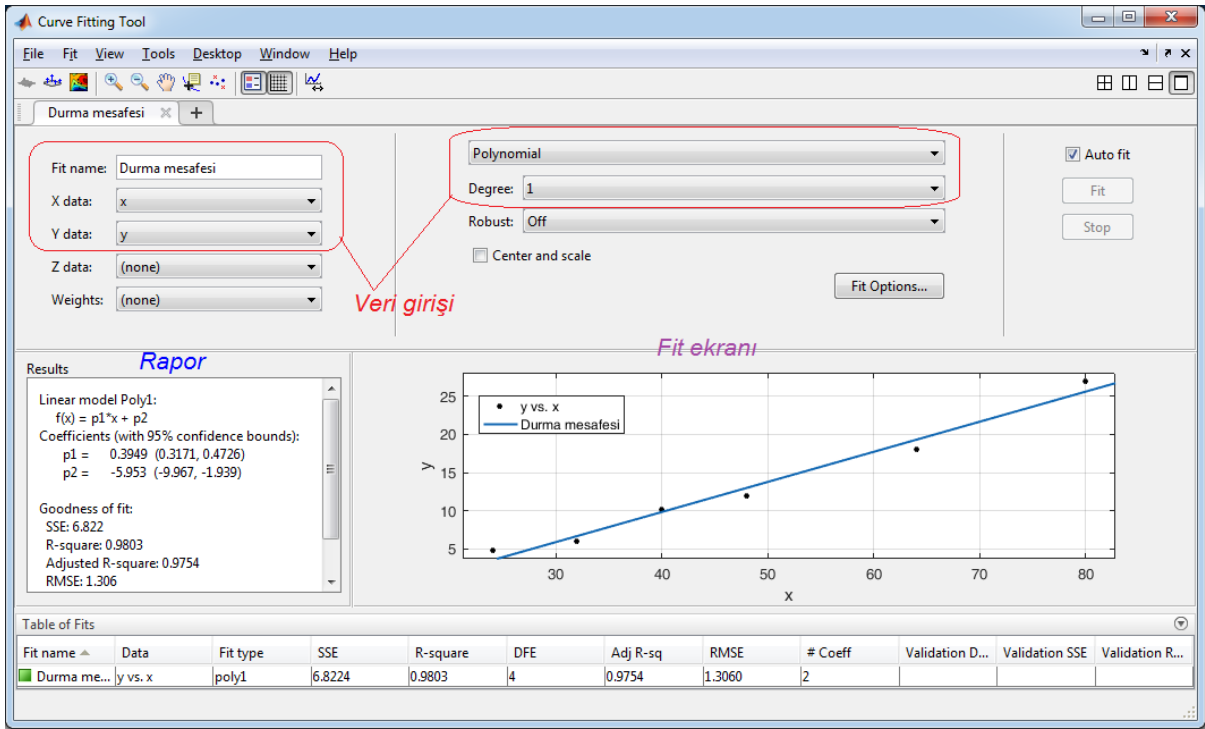 Curve Fitting Tool
File Fit View Tools Desktop Window Help
Durma mesafesi
Fit name: Durma mesafesi
X data: x
Y data: y
Z data: (none)
Weights: (none)
Polynomial
Degree: 1
Robust: Off
Center and scale
Fit Options...
Auto fit
Fit
Stop
Veri girişi
Rapor
Fit ekranı
Results
Linear model Poly1:
f(x) = p1*x + p2
Coefficients (with 95% confidence bounds):
p1 = 0.3949 (0.3171, 0.4726)
p2 = -5.953 (-9.967, -1.939)
Goodness of fit:
SSE: 6.822
R-square: 0.9803
Adjusted R-square: 0.9754
RMSE: 1.306
y vs. x
Durma mesafesi
25
20
15
10
5
y
30 40 50 60 70 80
x
Table of Fits
Fit name Data Fit type SSE R-square DFE Adj R-sq RMSE # Coeff Validation D... Validation SSE Validation R...
Durma me... y vs. x poly1 6.8224 0.9803 4 0.9754 1.3060 2